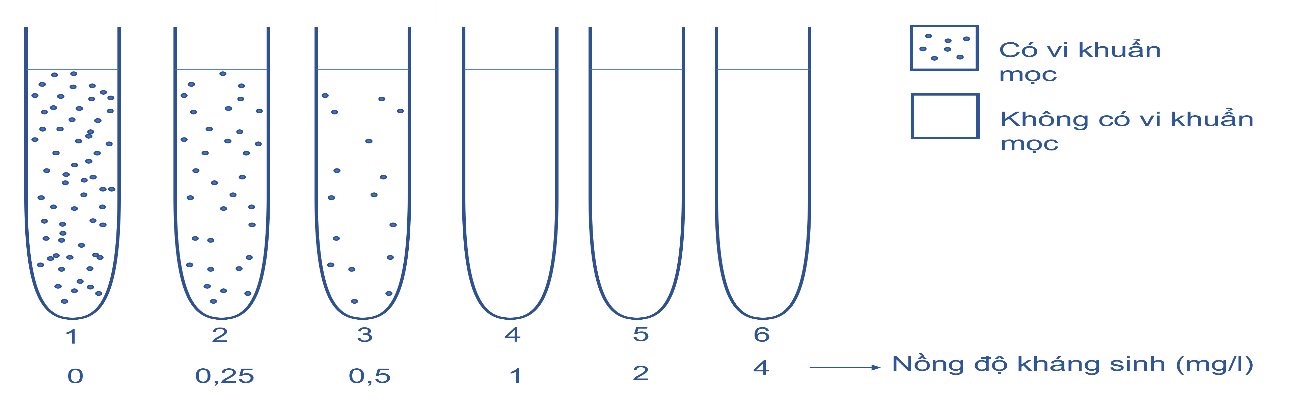 Có vi khuẩn
mọc
Không có vi khuẩn
mọc
1 2 3 4 5 6
0 0,25 0,5 1 2 4 Nồng độ kháng sinh (mg/l)